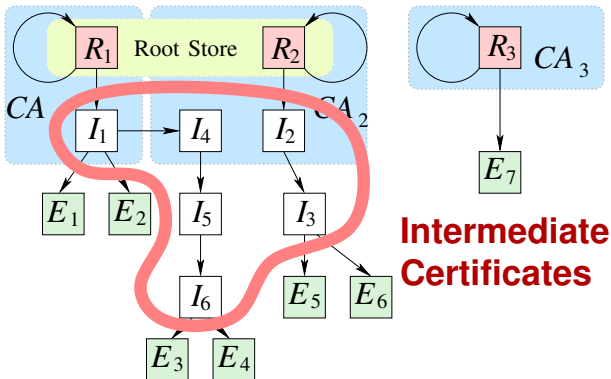 R1 Root Store R2 R3 CA3
CA CA2
I1 I4 I2
E1 E2 I5 I3 E7
Intermediate
Certificates
I6 E5 E6
E3 E4